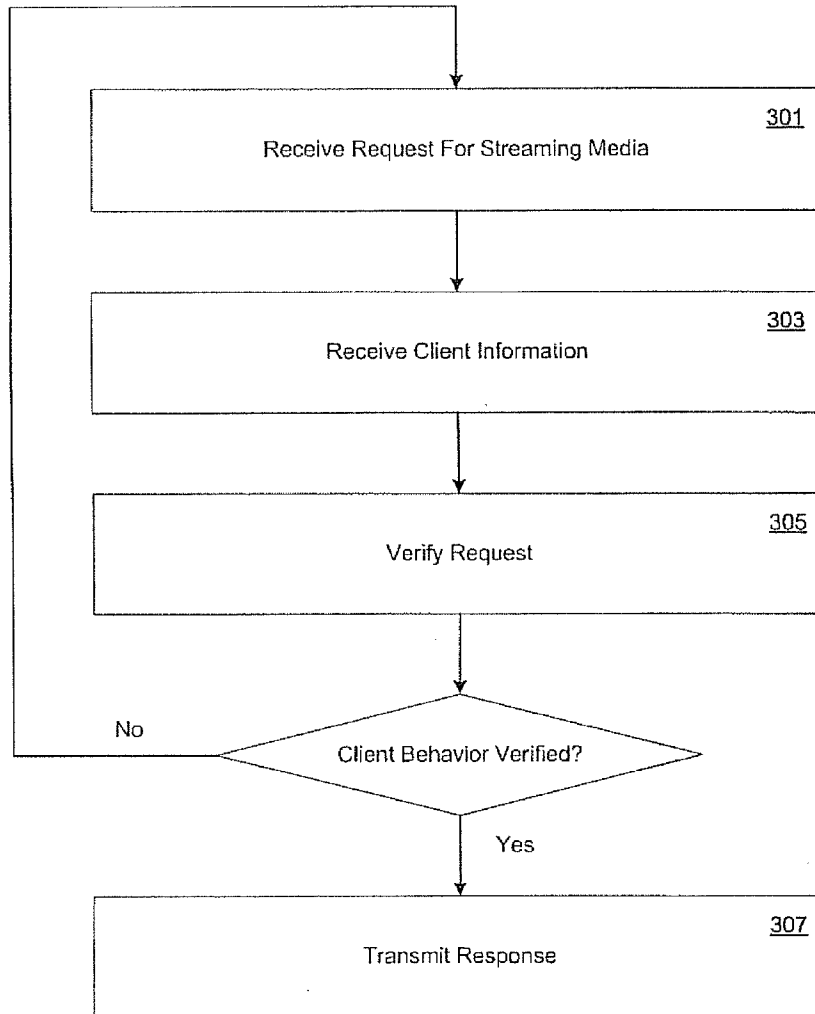 301
Receive Request For Streaming Media
303
Receive Client Information
305
Verify Request
No
Client Behavior Verified?
Yes
307
Transmit Response